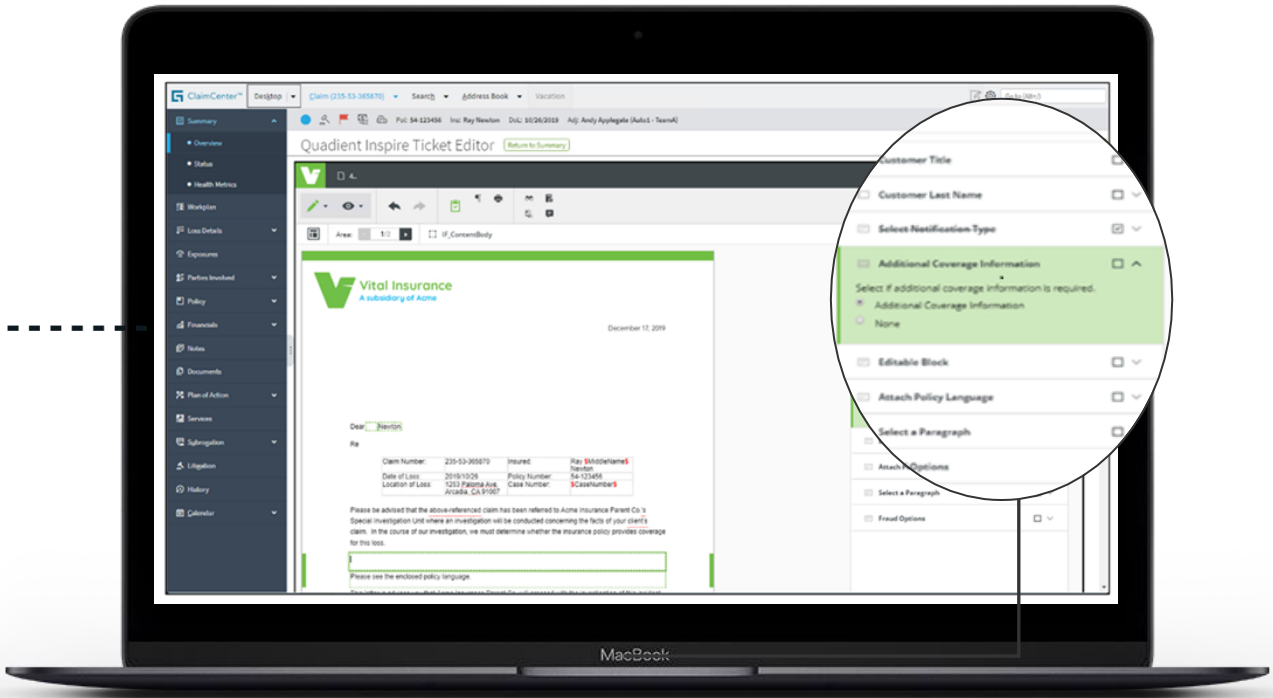 ClaimCenter™ Desktop Claim (235-53-365870) Search Address Book Vacation Go to (Alt+/)
Summary
Overview
Status
Health Metrics
Workplan
Loss Details
Exposures
Parties Involved
Policy
Financials
Notes
Documents
Plan of Action
Services
Subrogation
Litigation
History
Calendar
Pol: 54-123456 Ins: Ray Newton DoL: 10/26/2019 Adj: Andy Applegate (Auto1 - TeamA)
Quadient Inspire Ticket Editor Return to Summary
Area: 1/2 IF_ContentBody
Vital Insurance
A subsidiary of Acme
December 17, 2019
Dear Newton
Re
Claim Number: 235-53-365870 Insured: Ray $MiddleName$ Newton
Date of Loss: 2019/10/26 Policy Number: 54-123456
Location of Loss: 1253 Paloma Ave. Case Number: $CaseNumber$
Arcadia, CA 91007
Please be advised that the above-referenced claim has been referred to Acme Insurance Parent Co.'s
Special Investigation Unit where an investigation will be conducted concerning the facts of your client's
claim. In the course of our investigation, we must determine whether the insurance policy provides coverage
for this loss.
Please see the enclosed policy language.
Customer Title
Customer Last Name
Select Notification Type
Additional Coverage Information
Select if additional coverage information is required.
Additional Coverage Information
None
Editable Block
Attach Policy Language
Select a Paragraph
Options
Attach
Select a Paragraph
Fraud Options
MacBook